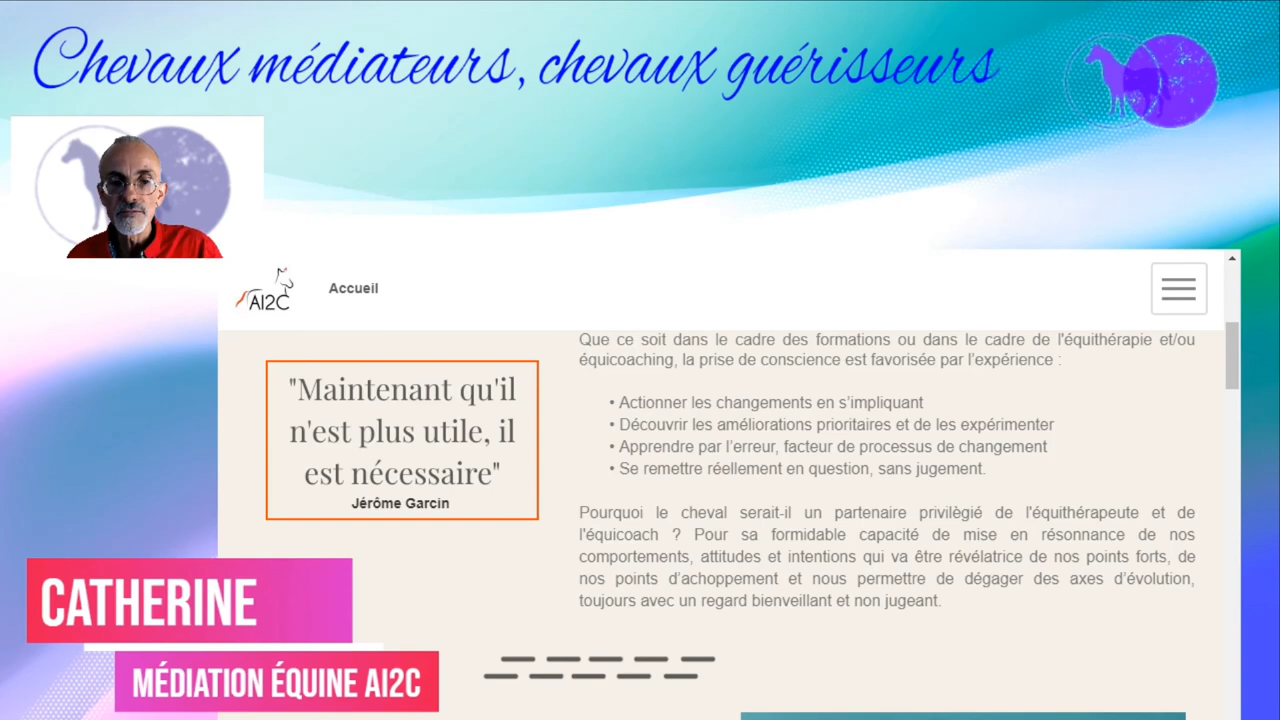 Chevaux médiateurs, chevaux guérisseurs
AI2C
Accueil
"Maintenant qu'il
n'est plus utile, il
est nécessaire"
Jérôme Garcin
Que ce soit dans le cadre des formations ou dans le cadre de l'équithérapie et/ou
équicoaching, la prise de conscience est favorisée par l’expérience :
• Actionner les changements en s’impliquant
• Découvrir les améliorations prioritaires et de les expérimenter
• Apprendre par l’erreur, facteur de processus de changement
• Se remettre réellement en question, sans jugement.
Pourquoi le cheval serait-il un partenaire privilègié de l'équithérapeute et de
l'équicoach ? Pour sa formidable capacité de mise en résonnance de nos
comportements, attitudes et intentions qui va être révélatrice de nos points forts, de
nos points d’achoppement et nous permettre de dégager des axes d’évolution,
toujours avec un regard bienveillant et non jugeant.
CATHERINE
MÉDIATION ÉQUINE AI2C